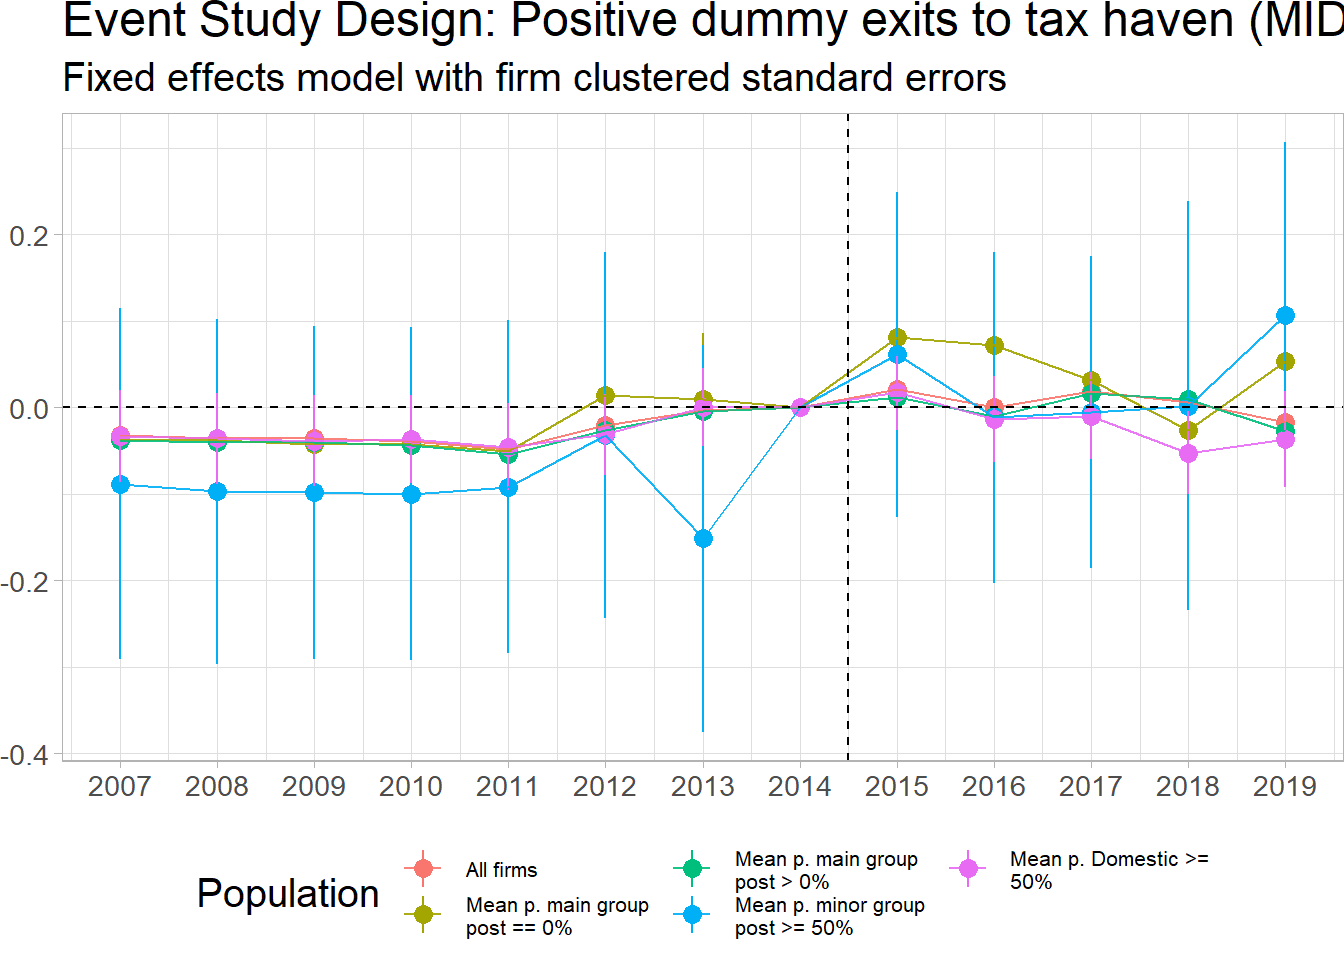 Event Study Design: Positive dummy exits to tax haven (MID
Fixed effects model with firm clustered standard errors
0.2
0.0
-0.2
-0.4
2007 2008 2009 2010 2011 2012 2013 2014 2015 2016 2017 2018 2019
Population
All firms
Mean p. main group
post == 0%
Mean p. main group
post > 0%
Mean p. minor group
post >= 50%
Mean p. Domestic >=
50%